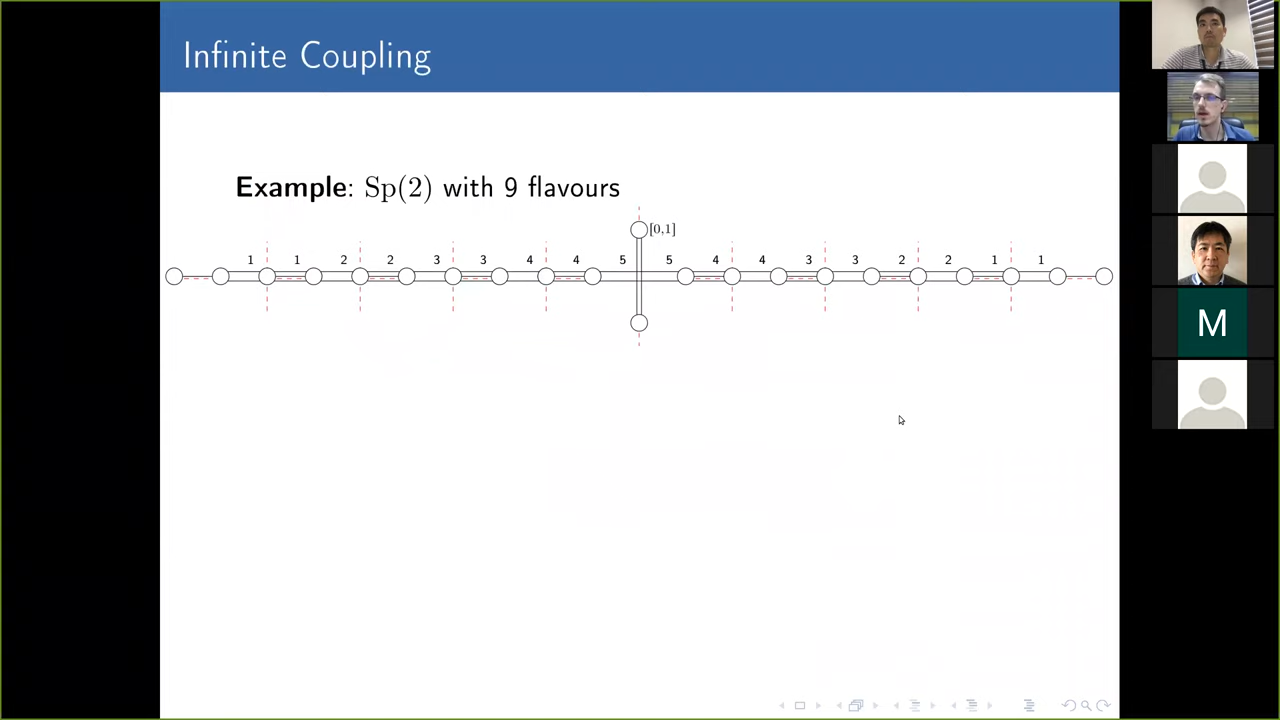 Infinite Coupling
Example: Sp(2) with 9 flavours
[0,1]
1 1 2 2 3 3 4 4 5 5 4 4 3 3 2 2 1 1
M